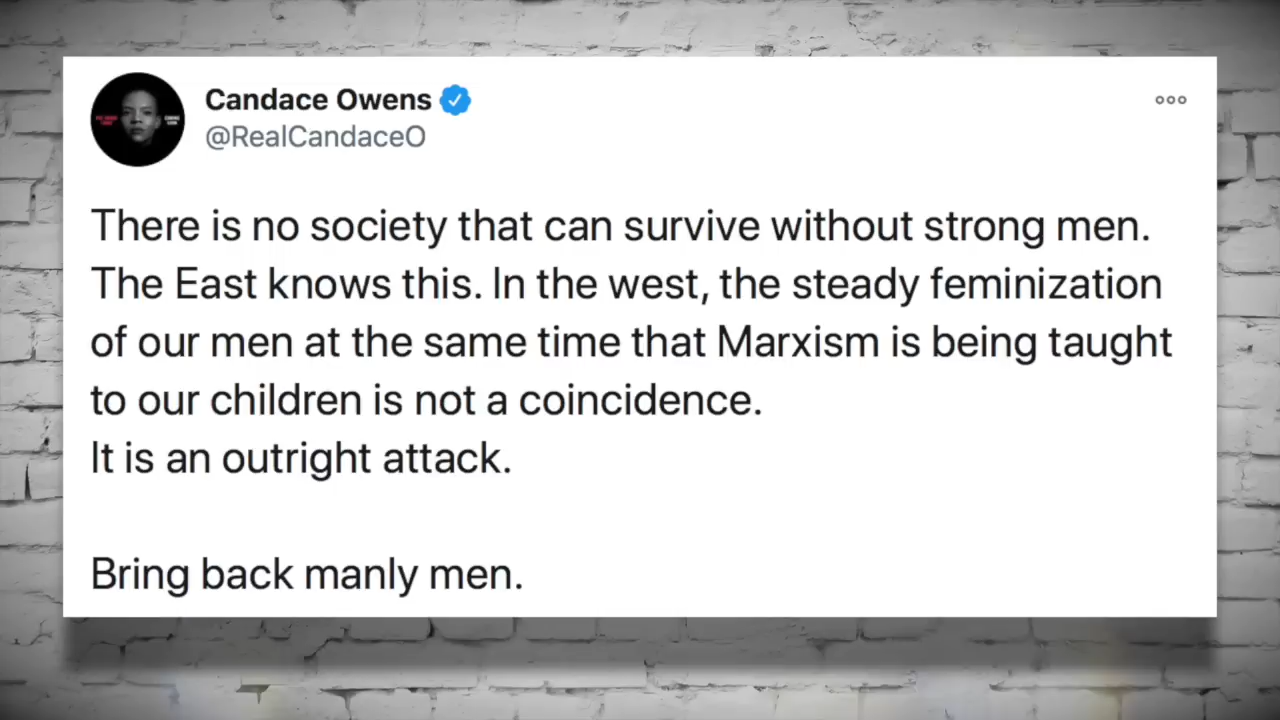 Candace Owens
@RealCandaceO
There is no society that can survive without strong men.
The East knows this. In the west, the steady feminization
of our men at the same time that Marxism is being taught
to our children is not a coincidence.
It is an outright attack.
Bring back manly men.